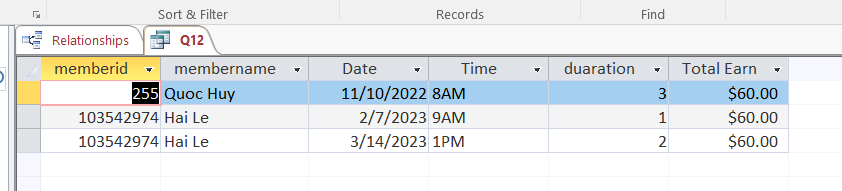 Sort & Filter Records Find
Relationships Q12
memberid membername Date Time duaration Total Earn
255 Quoc Huy 11/10/2022 8AM 3 $60.00
103542974 Hai Le 2/7/2023 9AM 1 $60.00
103542974 Hai Le 3/14/2023 1PM 2 $60.00